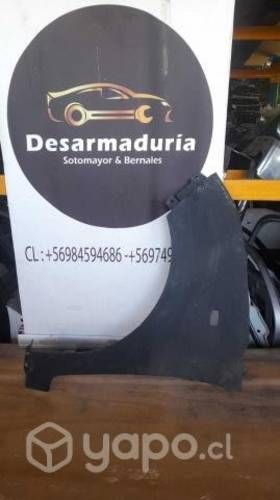 Desarmaduría
Sotomayor & Bernales
CL:+56984594686-+569749
yapo.cl